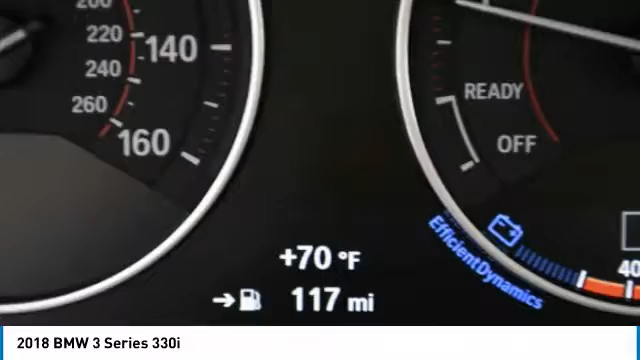 200
220
240
260
140
160
READY
OFF
EfficientDynamics
+70 °F
117 mi
40
2018 BMW 3 Series 330i